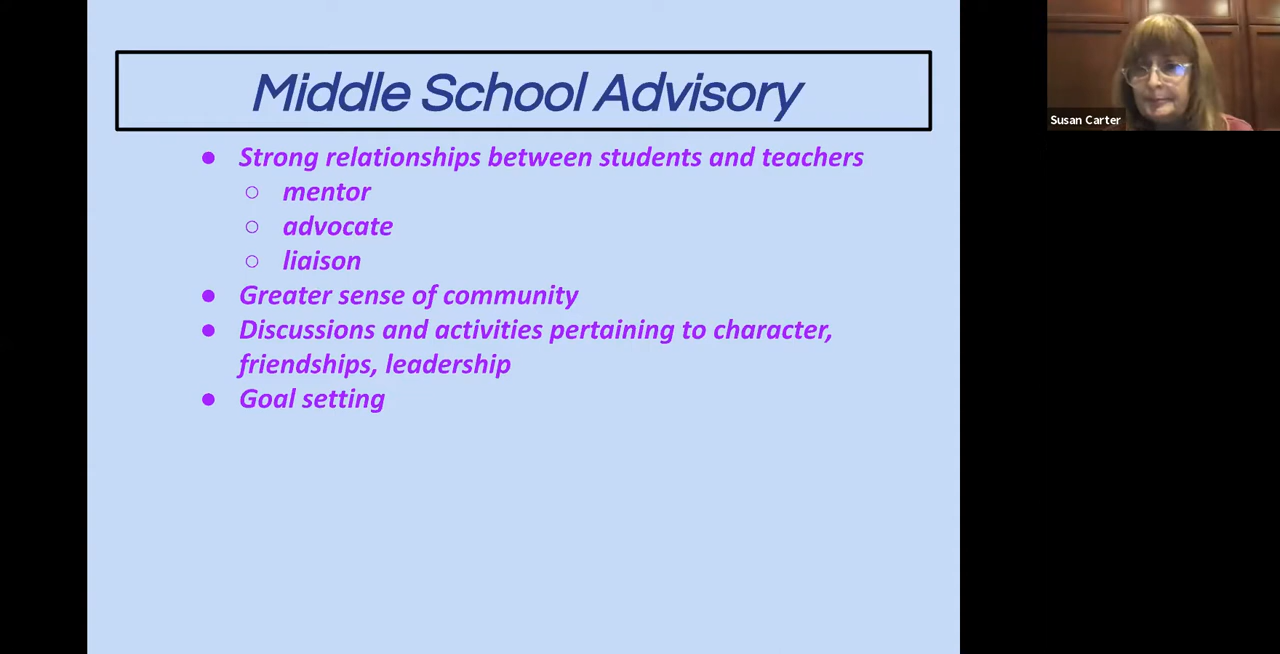 Middle School Advisory
Susan Carter
● Strong relationships between students and teachers
○ mentor
○ advocate
○ liaison
● Greater sense of community
● Discussions and activities pertaining to character,
friendships, leadership
● Goal setting